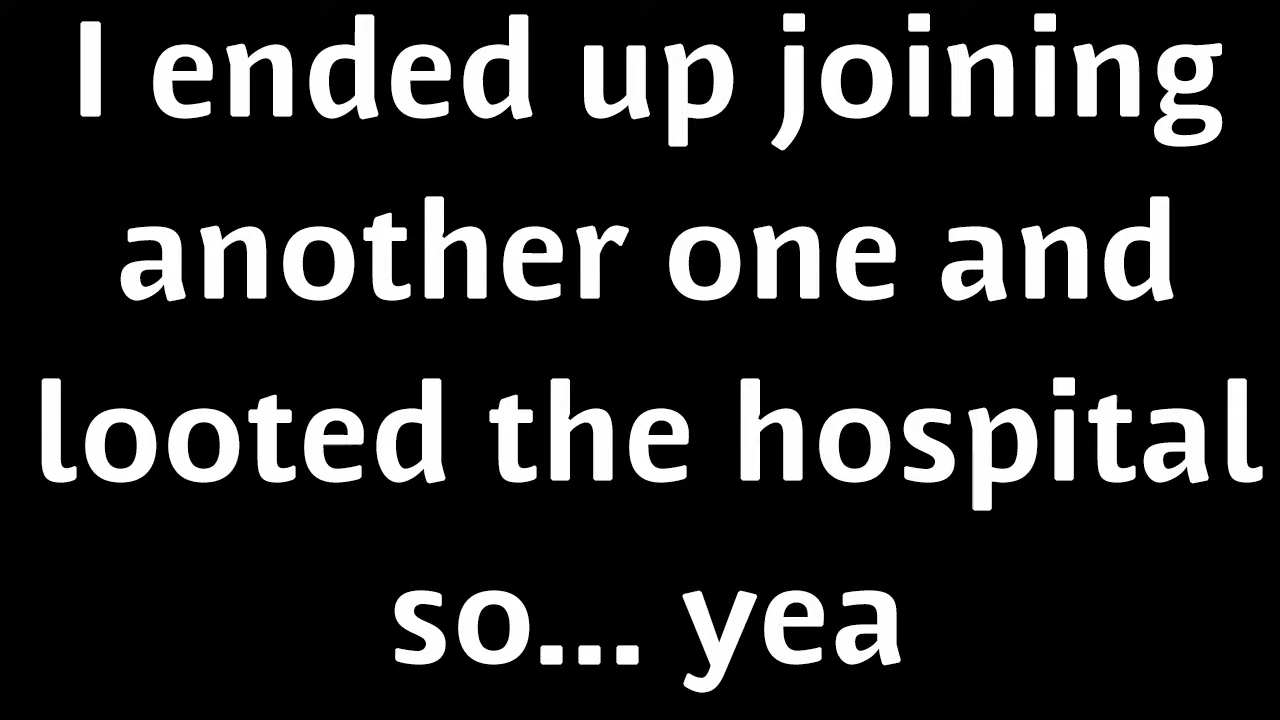 I ended up joining
another one and
looted the hospital
so... yea